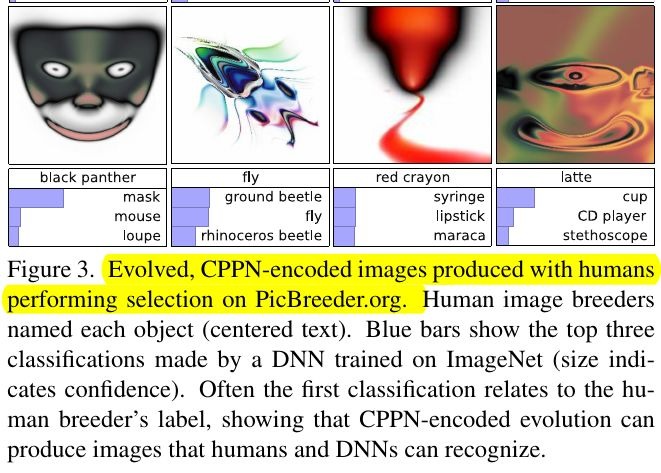 black panther
mask
mouse
loupe
fly
ground beetle
fly
rhinoceros beetle
red crayon
syringe
lipstick
maraca
latte
cup
CD player
stethoscope
Figure 3. Evolved, CPPN-encoded images produced with humans
performing selection on PicBreeder.org. Human image breeders
named each object (centered text). Blue bars show the top three
classifications made by a DNN trained on ImageNet (size indi-
cates confidence). Often the first classification relates to the hu-
man breeder's label, showing that CPPN-encoded evolution can
produce images that humans and DNNs can recognize.